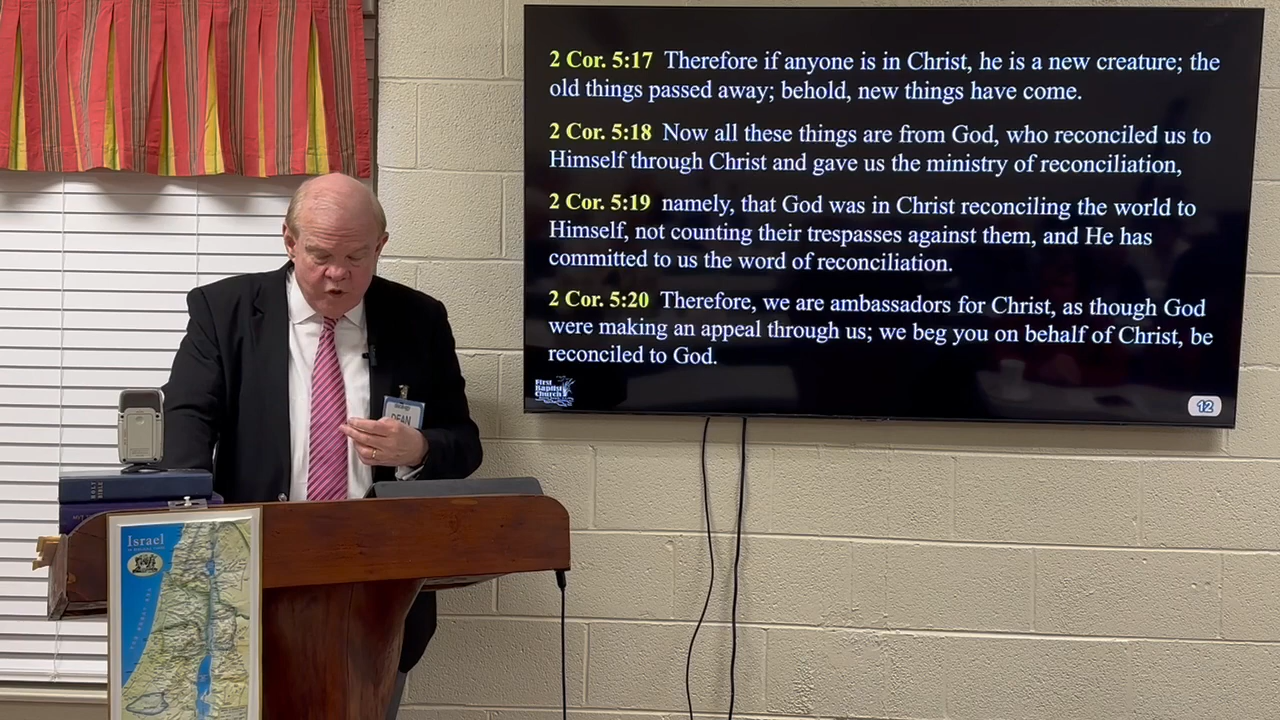 2 Cor. 5:17 Therefore if anyone is in Christ, he is a new creature; the
old things passed away; behold, new things have come.
2 Cor. 5:18 Now all these things are from God, who reconciled us to
Himself through Christ and gave us the ministry of reconciliation,
2 Cor. 5:19 namely, that God was in Christ reconciling the world to
Himself, not counting their trespasses against them, and He has
committed to us the word of reconciliation.
2 Cor. 5:20 Therefore, we are ambassadors for Christ, as though God
were making an appeal through us; we beg you on behalf of Christ, be
reconciled to God.
First
Baptist
Church
12
DEAN
HOLY
BIBLE
Israel